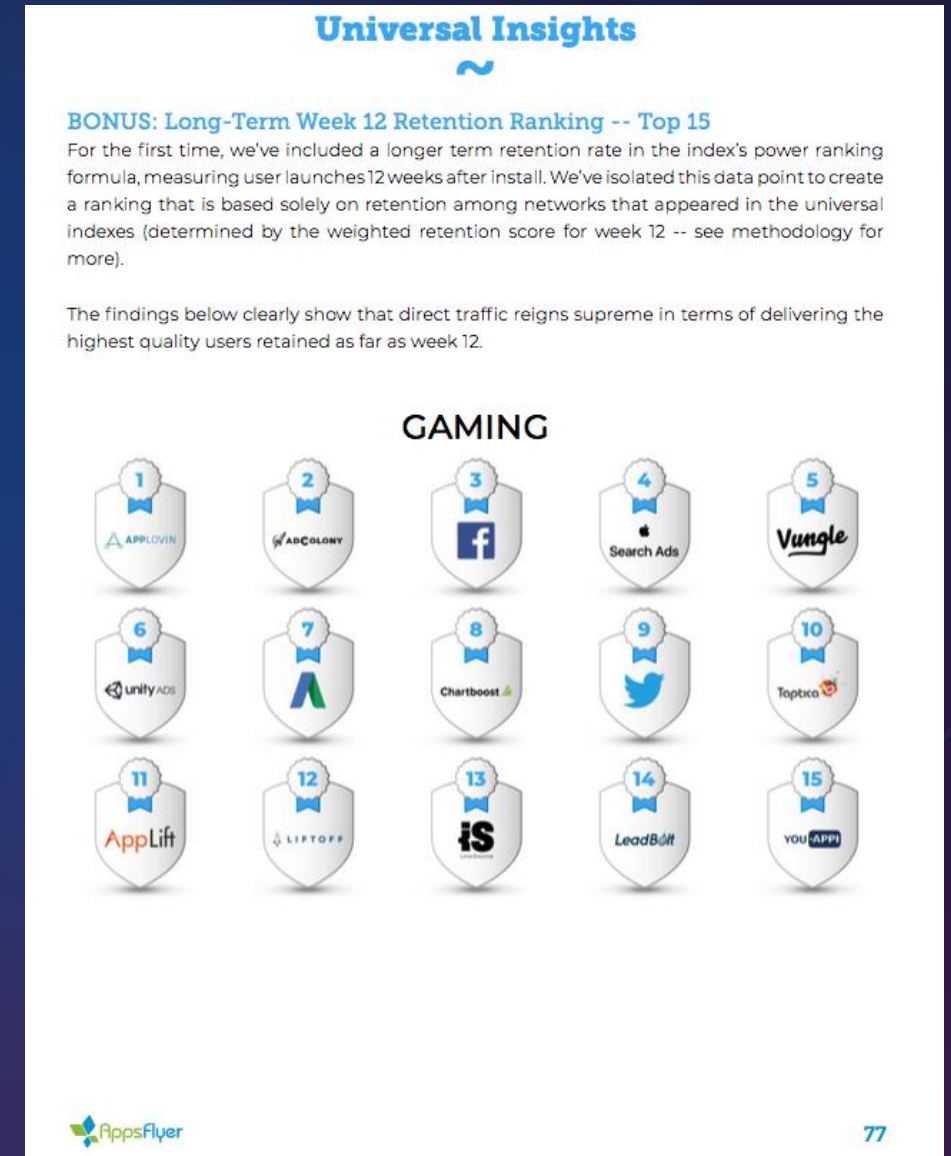 Universal Insights
~
BONUS: Long-Term Week 12 Retention Ranking -- Top 15
For the first time, we've included a longer term retention rate in the index's power ranking
formula, measuring user launches 12 weeks after install. We've isolated this data point to create
a ranking that is based solely on retention among networks that appeared in the universal
indexes (determined by the weighted retention score for week 12 -- see methodology for
more).
The findings below clearly show that direct traffic reigns supreme in terms of delivering the
highest quality users retained as far as week 12.
GAMING
1 2 3 4 5
APPLOVIN ADCOLONY f Search Ads Vungle
6 7 8 9 10
unity ADS Chartboost Taptica
11 12 13 14 15
AppLift LIFTOFF iS LeadBolt YOUAPPI
AppsFlyer 77